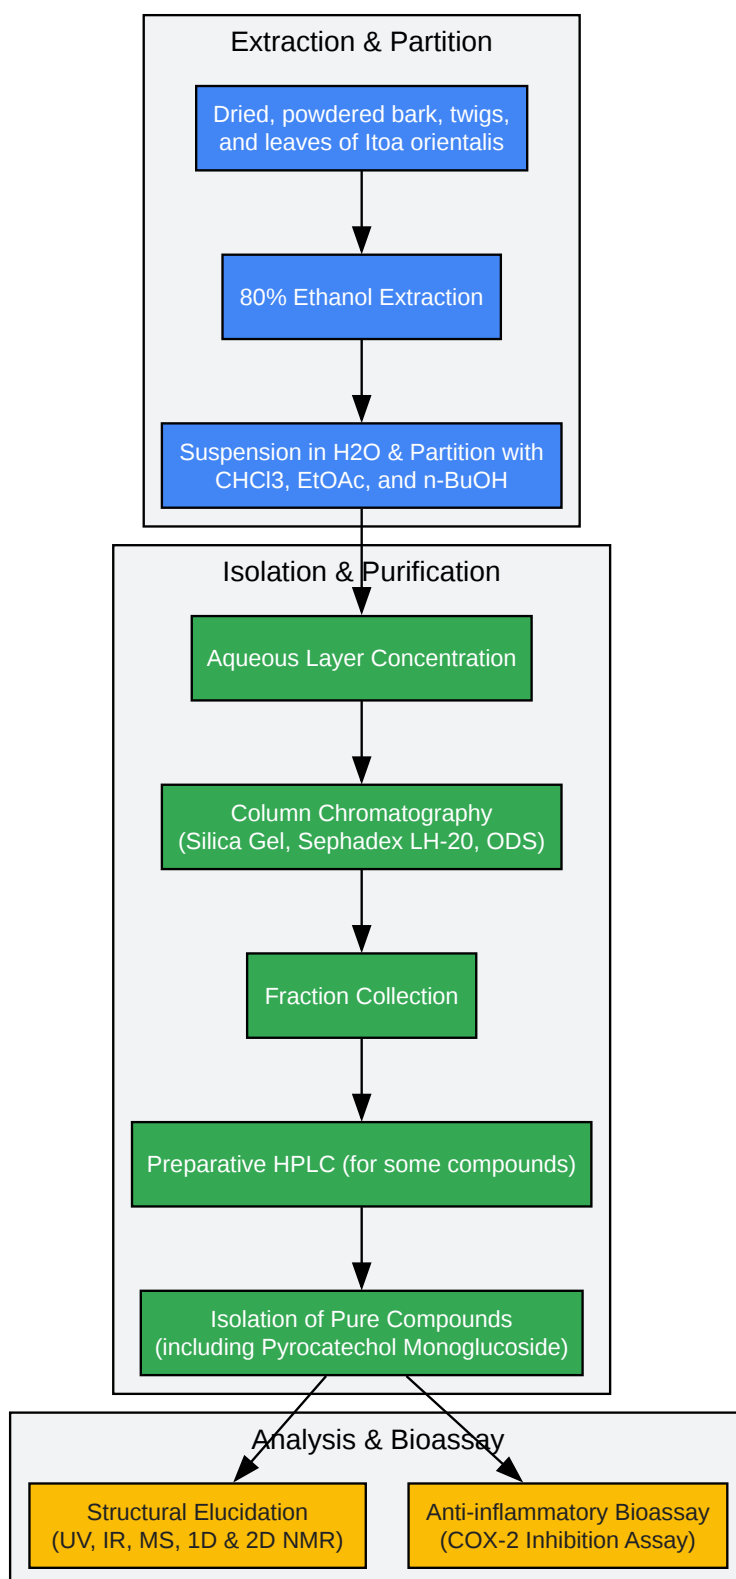 Extraction & Partition
Dried, powdered bark, twigs,
and leaves of Itoa orientalis
80% Ethanol Extraction
Suspension in H2O & Partition with
CHCl3, EtOAc, and n-BuOH
Isolation & Purification
Aqueous Layer Concentration
Column Chromatography
(Silica Gel, Sephadex LH-20, ODS)
Fraction Collection
Preparative HPLC (for some compounds)
Isolation of Pure Compounds
(including Pyrocatechol Monoglucoside)
Analysis & Bioassay
Structural Elucidation
(UV, IR, MS, 1D & 2D NMR)
Anti-inflammatory Bioassay
(COX-2 Inhibition Assay)